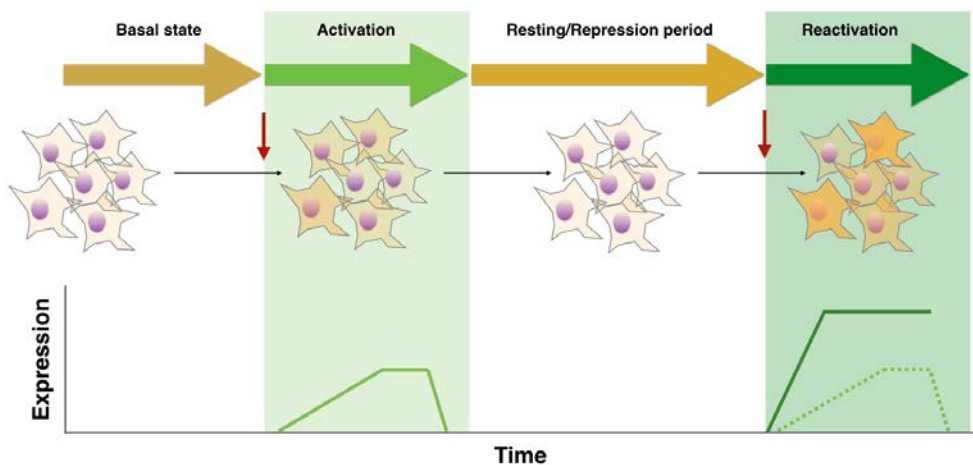 Basal state
Activation
Resting/Repression period
Reactivation
Expression
Time